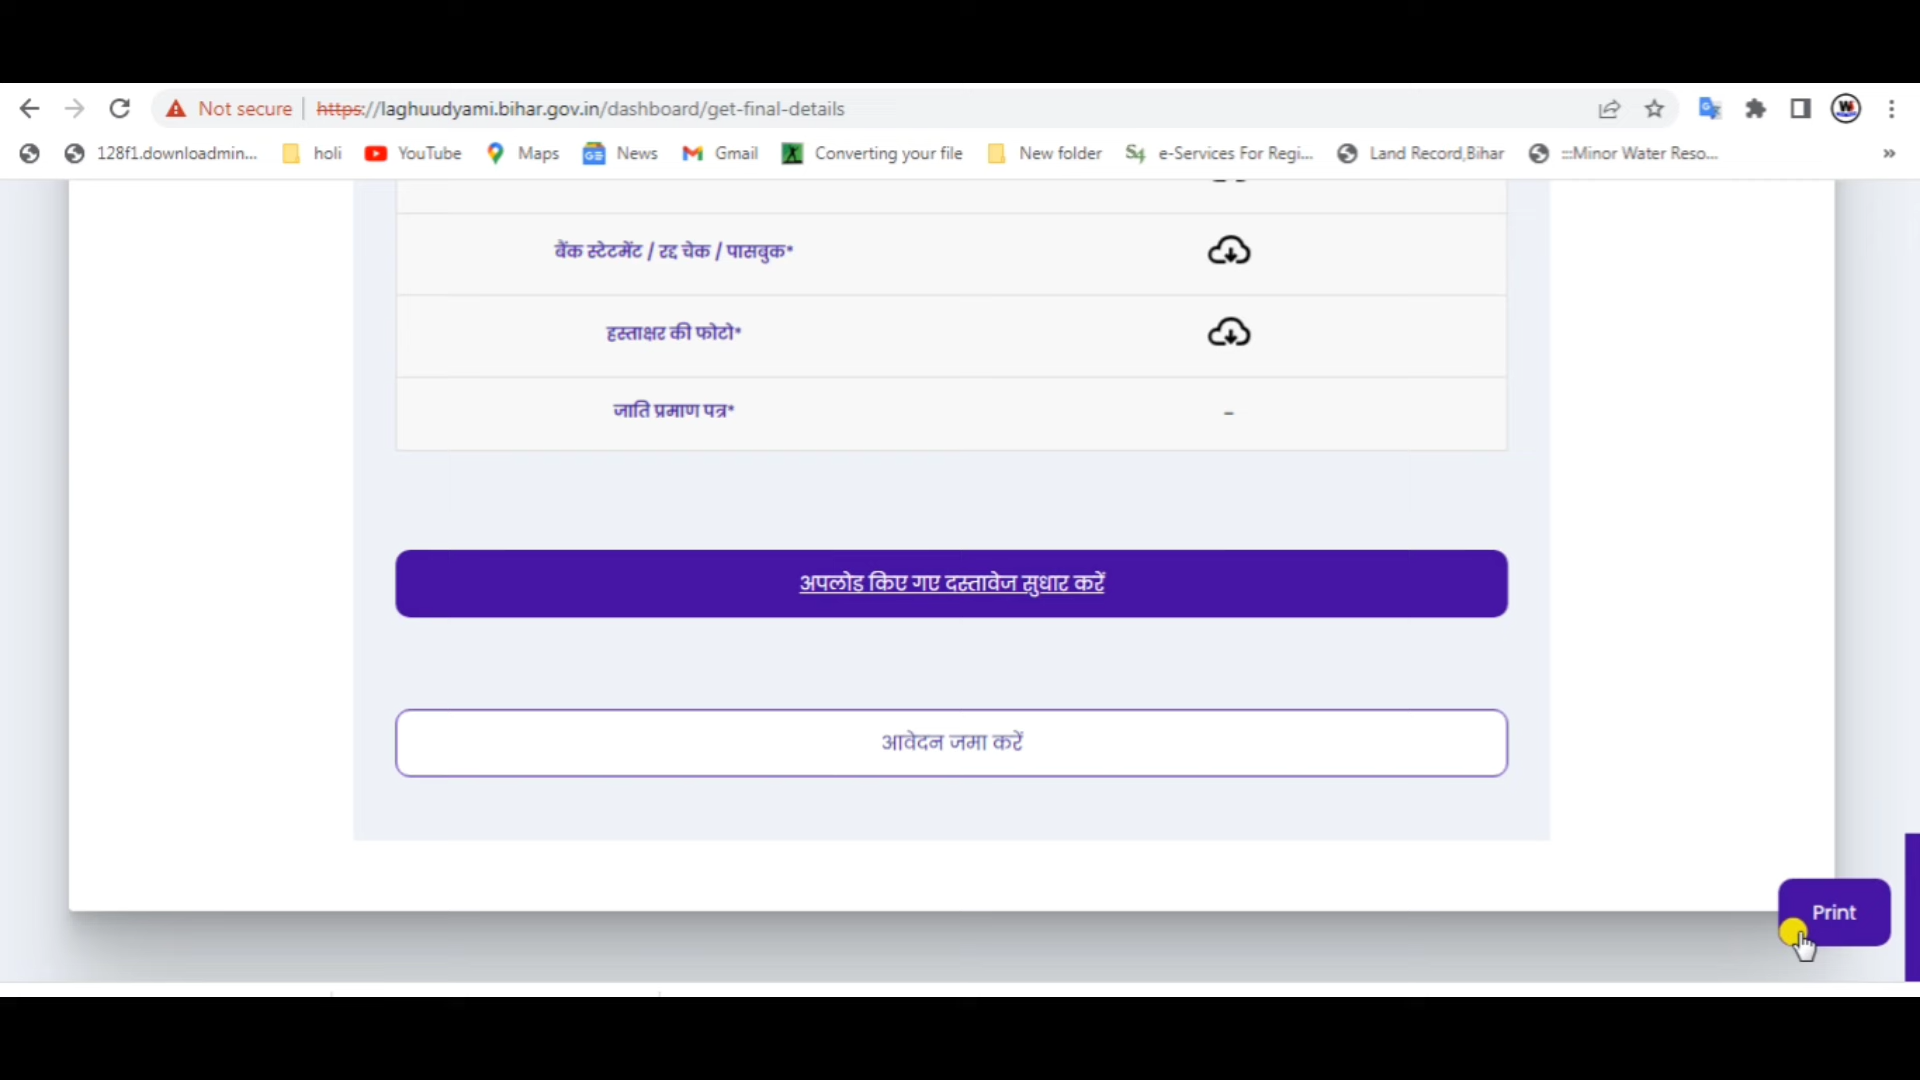 Not secure | https://laghuudyami.bihar.gov.in/dashboard/get-final-details
128f1.downloadmin... holi YouTube Maps News Gmail Converting your file New folder e-Services For Regi... Land Record,Bihar :::Minor Water Reso... »
बैंक स्टेटमेंट / रद्द चेक / पासबुक*
हस्ताक्षर की फोटो*
जाति प्रमाण पत्र* -
अपलोड किए गए दस्तावेज सुधार करें
आवेदन जमा करें
Print